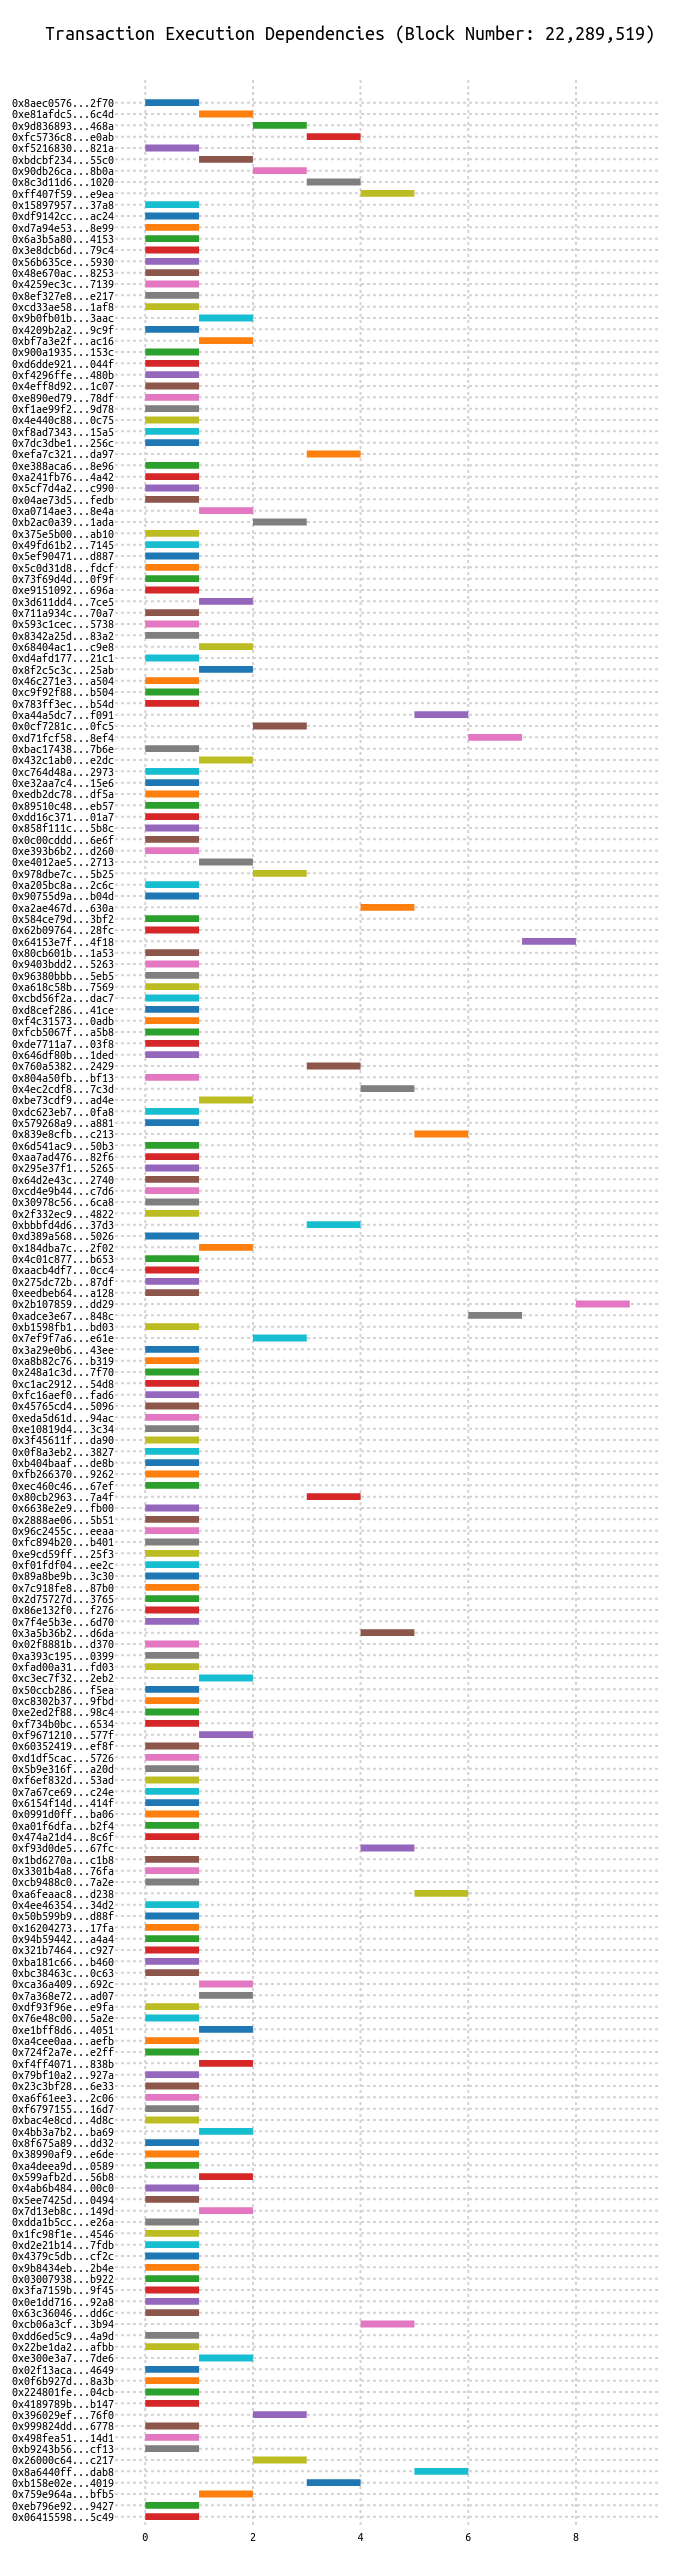 Transaction Execution Dependencies (Block Number: 22,289,519)
0x8aec0576...2f70
0xe81afdc5...6c4d
0x9d836893...468a
0xfc5736c8...e0ab
0xf5216830...821a
0xbdcbf234...55c0
0x90db26ca...8b0a
0x8c3d11d6...1020
0xff407f59...e9ea
0x15897957...37a8
0xdf9142cc...ac24
0xd7a94e53...8e99
0x6a3b5a80...4153
0x3e8dcb6d...79c4
0x56b635ce...5930
0x48e670ac...8253
0x4259ec3c...7139
0x8ef327e8...e217
0xcd33ae58...1af8
0x9b0fb01b...3aac
0x4209b2a2...9c9f
0xbf7a3e2f...ac16
0x900a1935...153c
0xd6dde921...044f
0xf4296ffe...480b
0x4eff8d92...1c07
0xe890ed79...78df
0xf1ae99f2...9d78
0x4e440c88...0c75
0xf8ad7343...15a5
0x7dc3dbe1...256c
0xefa7c321...da97
0xe388aca6...8e96
0xa241fb76...4a42
0x5cf7d4a2...c990
0x04ae73d5...fedb
0xa0714ae3...8e4a
0xb2ac0a39...1ada
0x375e5b00...ab10
0x49fd61b2...7145
0x5ef90471...d887
0x5c0d31d8...fdcf
0x73f69d4d...0f9f
0xe9151092...696a
0x3d611dd4...7ce5
0x711a934c...70a7
0x593c1cec...5738
0x8342a25d...83a2
0x68404ac1...c9e8
0xd4afd177...21c1
0x8f2c5c3c...25ab
0x46c271e3...a504
0xc9f92f88...b504
0x783ff3ec...b54d
0xa44a5dc7...f091
0x0cf7281c...0fc5
0xd71fcf58...8ef4
0xbac17438...7b6e
0x432c1ab0...e2dc
0xc764d48a...2973
0xe32aa7c4...15e6
0xedb2dc78...df5a
0x89510c48...eb57
0xdd16c371...01a7
0x858f111c...5b8c
0x0c00cddd...6e6f
0xe393b6b2...d260
0xe4012ae5...2713
0x978dbe7c...5b25
0xa205bc8a...2c6c
0x90755d9a...b04d
0xa2ae467d...630a
0x584ce79d...3bf2
0x62b09764...28fc
0x64153e7f...4f18
0x80cb601b...1a53
0x9403bdd2...5263
0x96380bbb...5eb5
0xa618c58b...7569
0xcbd56f2a...dac7
0xd8cef286...41ce
0xf4c31573...0adb
0xfcb5067f...a5b8
0xde7711a7...03f8
0x646df80b...1ded
0x760a5382...2429
0x804a50fb...bf13
0x4ec2cdf8...7c3d
0xbe73cdf9...ad4e
0xdc623eb7...0fa8
0x579268a9...a881
0x839e8cfb...c213
0x6d541ac9...50b3
0xaa7ad476...82f6
0x295e37f1...5265
0x64d2e43c...2740
0xcd4e9b44...c7d6
0x30978c56...6ca8
0x2f332ec9...4822
0xbbbfd4d6...37d3
0xd389a568...5026
0x184dba7c...2f02
0x4c01c877...b653
0xaacb4df7...0cc4
0x275dc72b...87df
0xeedbeb64...a128
0x2b107859...dd29
0xadce3e67...848c
0xb1598fb1...bd03
0x7ef9f7a6...e61e
0x3a29e0b6...43ee
0xa8b82c76...b319
0x248a1c3d...7f70
0xc1ac2912...54d8
0xfc16aef0...fad6
0x45765cd4...5096
0xeda5d61d...94ac
0xe10819d4...3c34
0x3f45611f...da90
0x0f8a3eb2...3827
0xb404baaf...de8b
0xfb266370...9262
0xec460c46...67ef
0x80cb2963...7a4f
0x6638e2e9...fb00
0x2888ae06...5b51
0x96c2455c...eeaa
0xfc894b20...b401
0xe9cd59ff...25f3
0xf01fdf04...ee2c
0x89a8be9b...3c30
0x7c918fe8...87b0
0x2d75727d...3765
0x86e132f0...f276
0x7f4e5b3e...6d70
0x3a5b36b2...d6da
0x02f8881b...d370
0xa393c195...0399
0xfad00a31...fd03
0xc3ec7f32...2eb2
0x50ccb286...f5ea
0xc8302b37...9fbd
0xe2ed2f88...98c4
0xf734b0bc...6534
0xf9671210...577f
0x60352419...ef8f
0xd1df5cac...5726
0x5b9e316f...a20d
0xf6ef832d...53ad
0x7a67ce69...c24e
0x6154f14d...414f
0x0991d0ff...ba06
0xa01f6dfa...b2f4
0x474a21d4...8c6f
0xf93d0de5...67fc
0x1bd6270a...c1b8
0x3301b4a8...76fa
0xcb9488c0...7a2e
0xa6feaac8...d238
0x4ee46354...34d2
0x50b599b9...d88f
0x16204273...17fa
0x94b59442...a4a4
0x321b7464...c927
0xba181c66...b460
0xbc38463c...0c63
0xca36a409...692c
0x7a368e72...ad07
0xdf93f96e...e9fa
0x76e48c00...5a2e
0xe1bff8d6...4051
0xa4cee0aa...aefb
0x724f2a7e...e2ff
0xf4ff4071...838b
0x79bf10a2...927a
0x23c3bf28...6e33
0xa6f61ee3...2c06
0xf6797155...16d7
0xbac4e8cd...4d8c
0x4bb3a7b2...ba69
0x8f675a89...dd32
0x38990af9...e6de
0xa4deea9d...0589
0x599afb2d...56b8
0x4ab6b484...00c0
0x5ee7425d...0494
0x7d13eb8c...149d
0xdda1b5cc...e26a
0x1fc98f1e...4546
0xd2e21b14...7fdb
0x4379c5db...cf2c
0x9b8434eb...2b4e
0x03007938...b922
0x3fa7159b...9f45
0x0e1dd716...92a8
0x63c36046...dd6c
0xcb06a3cf...3b94
0xdd6ed5c9...4a9d
0x22be1da2...afbb
0xe300e3a7...7de6
0x02f13aca...4649
0x0f6b927d...8a3b
0x224801fe...04cb
0x4189789b...b147
0x396029ef...76f0
0x999824dd...6778
0x498fea51...14d1
0xb9243b56...cf13
0x26000c64...c217
0x8a6440ff...dab8
0xb158e02e...4019
0x759e964a...bfb5
0xeb796e92...9427
0x06415598...5c49
0 2 4 6 8